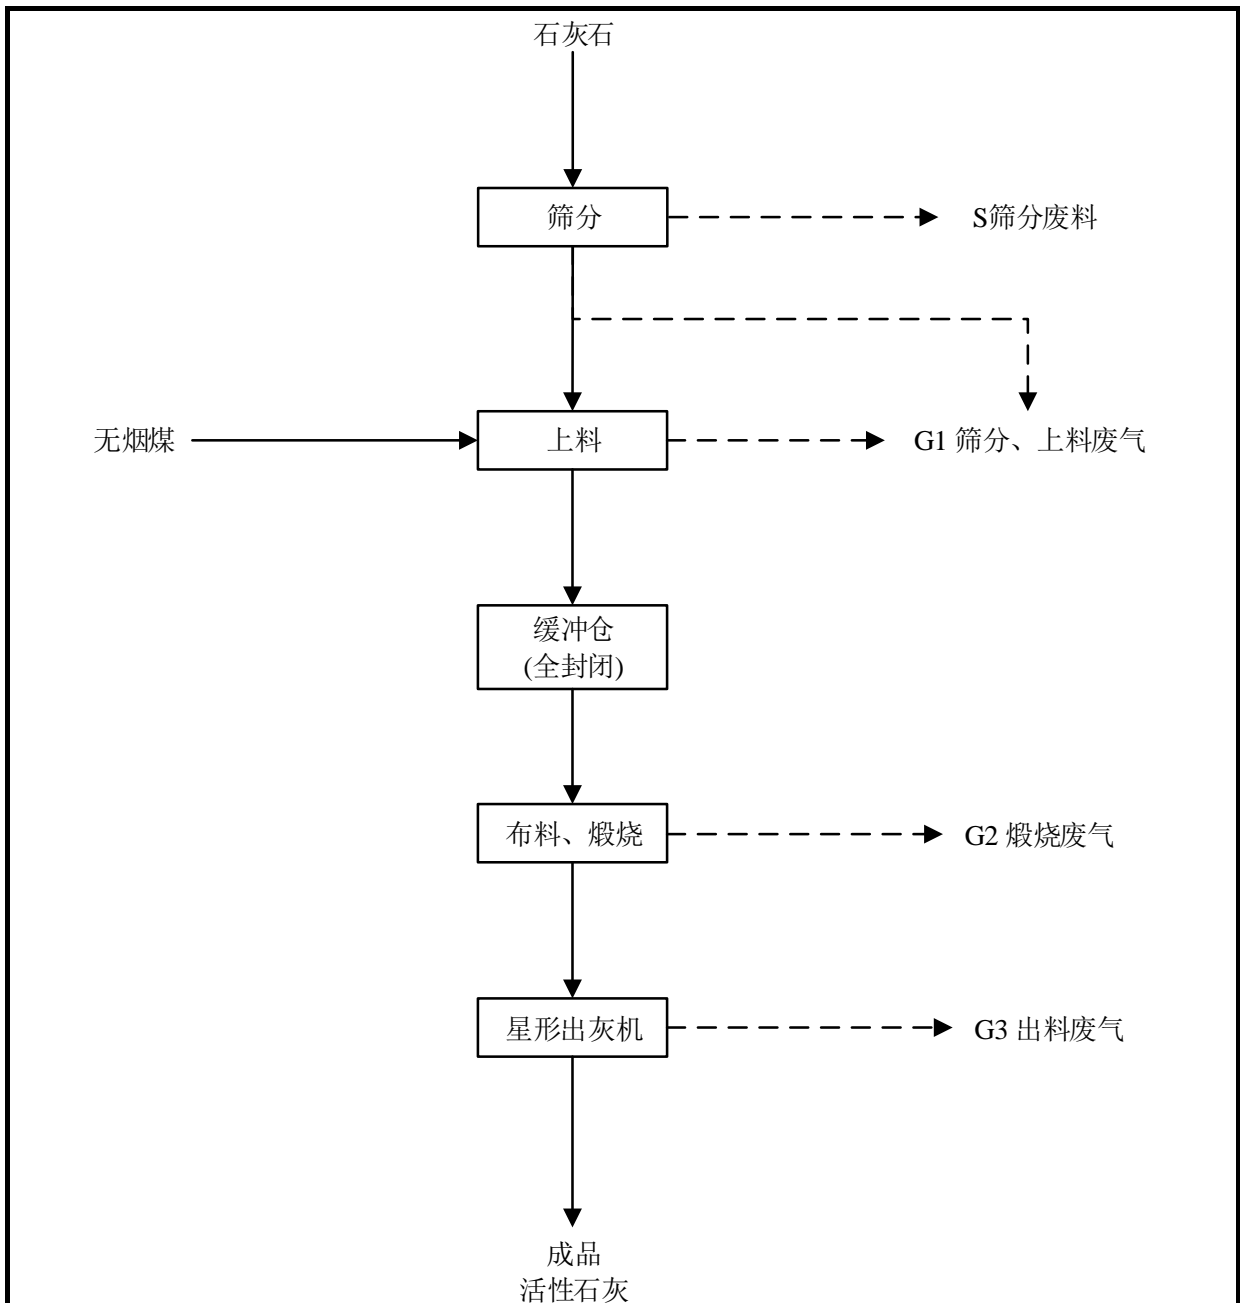 石灰石
筛分
S筛分废料
无烟煤
上料
G1 筛分、上料废气
缓冲仓
(全封闭)
布料、煅烧
G2 煅烧废气
星形出灰机
G3 出料废气
成品
活性石灰